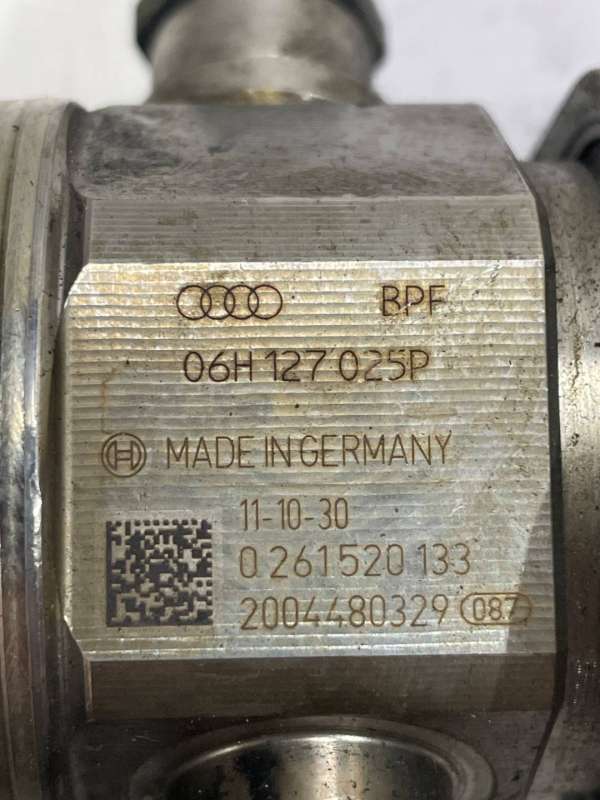 BPF
06H 127 025P
MADE IN GERMANY
11-10-30
0 261 520 133
2004480329 087